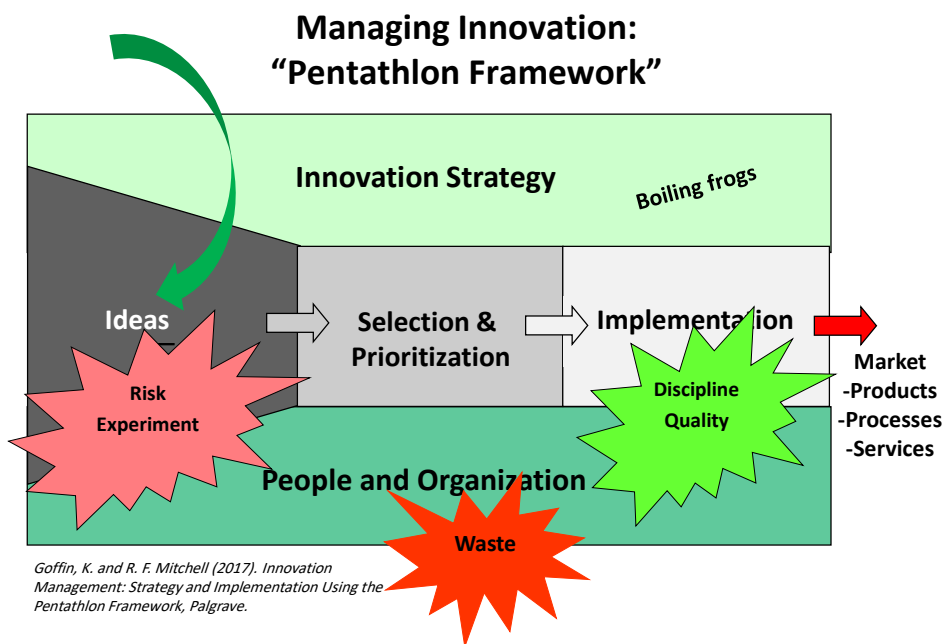 Managing Innovation:
“Pentathlon Framework”
Innovation Strategy
Boiling frogs
Ideas
Selection &
Prioritization
Implementation
Market
-Products
-Processes
-Services
Risk
Experiment
Discipline
Quality
People and Organization
Waste
Goffin, K. and R. F. Mitchell (2017). Innovation
Management: Strategy and Implementation Using the
Pentathlon Framework, Palgrave.